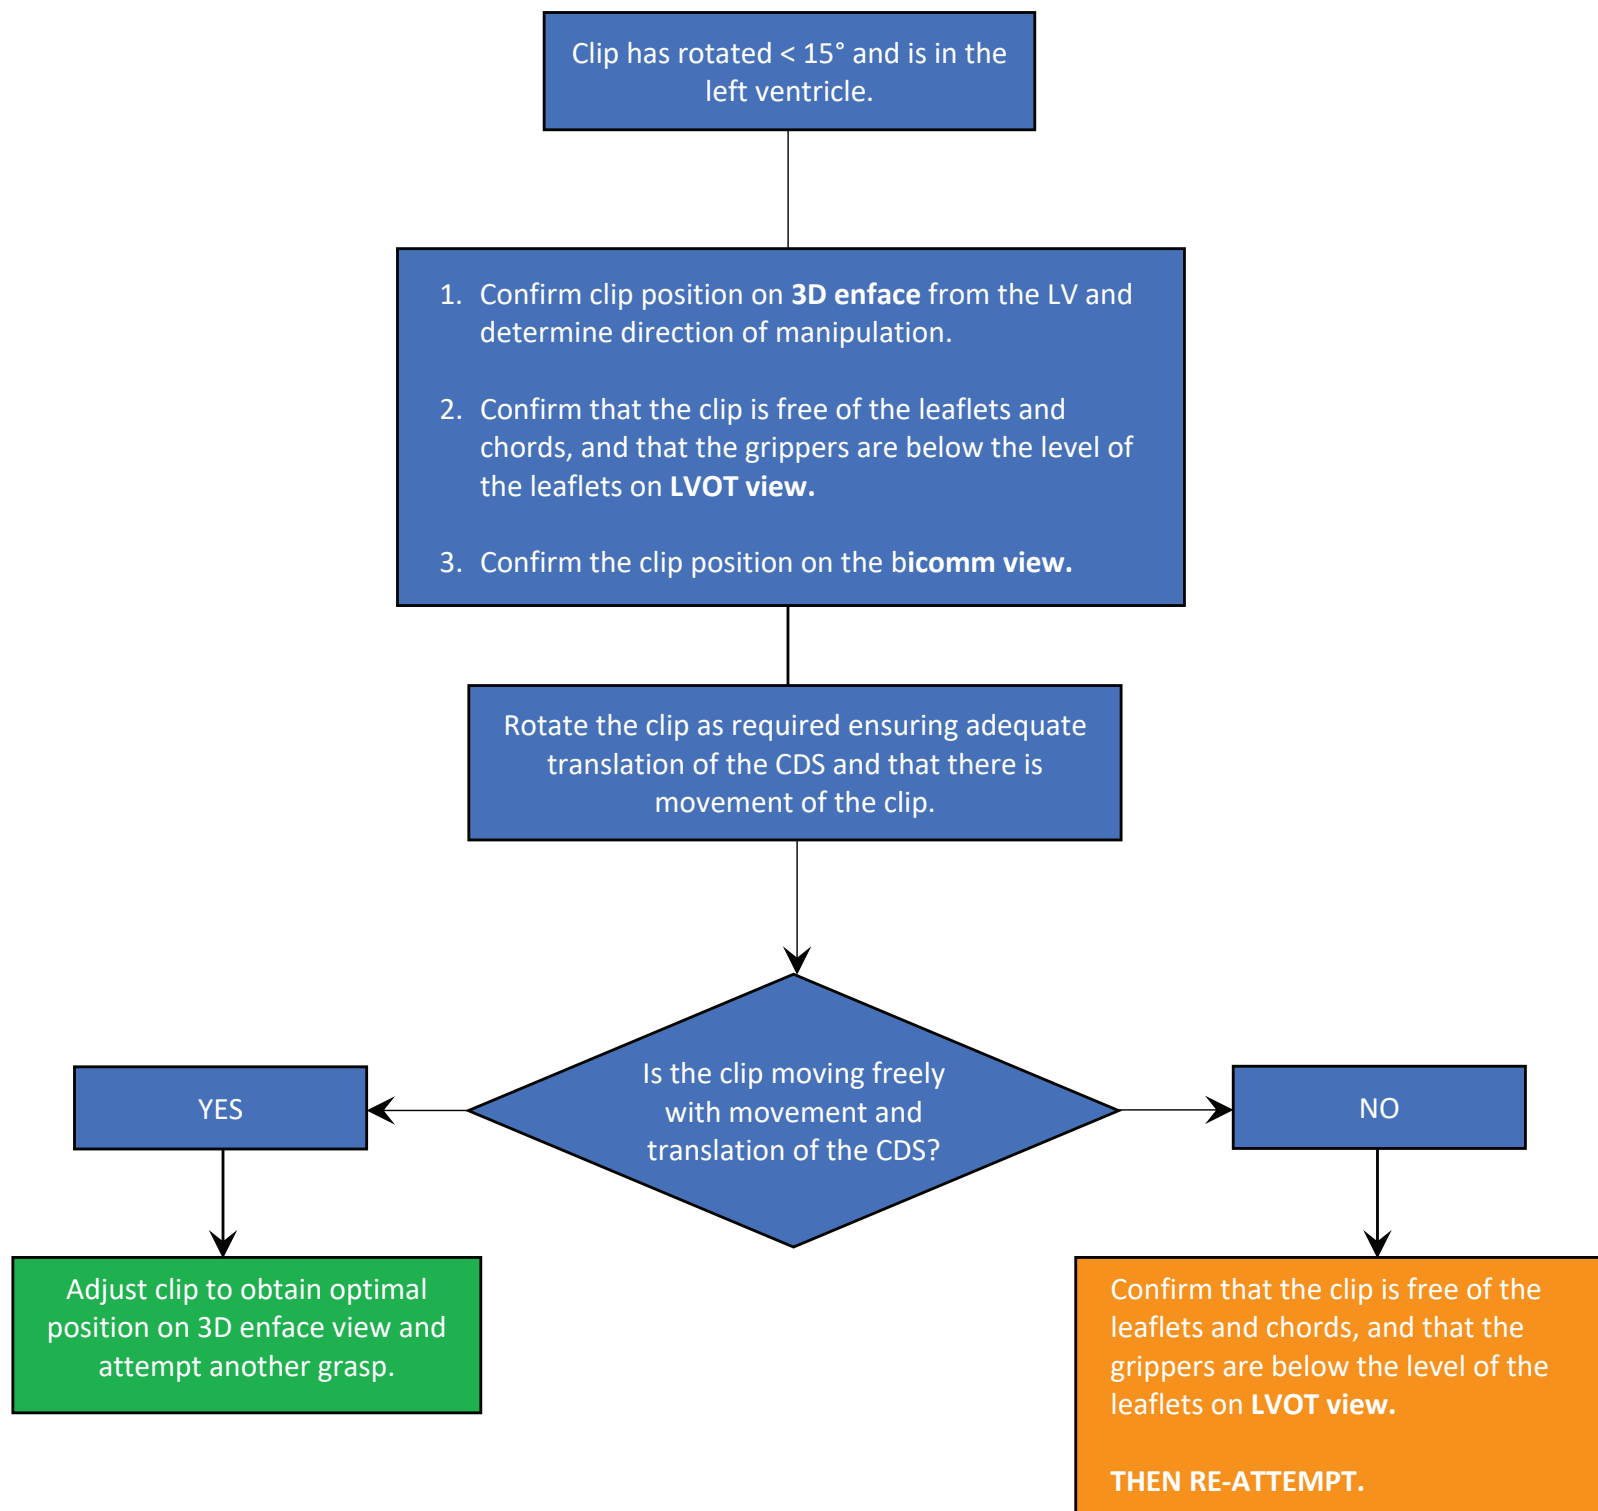 Clip has rotated < 15° and is in the
left ventricle.
1. Confirm clip position on 3D enface from the LV and
determine direction of manipulation.
2. Confirm that the clip is free of the leaflets and
chords, and that the grippers are below the level of
the leaflets on LVOT view.
3. Confirm the clip position on the bicomm view.
Rotate the clip as required ensuring adequate
translation of the CDS and that there is
movement of the clip.
Is the clip moving freely
with movement and
translation of the CDS?
YES
NO
Adjust clip to obtain optimal
position on 3D enface view and
attempt another grasp.
Confirm that the clip is free of the
leaflets and chords, and that the
grippers are below the level of the
leaflets on LVOT view.
THEN RE-ATTEMPT.